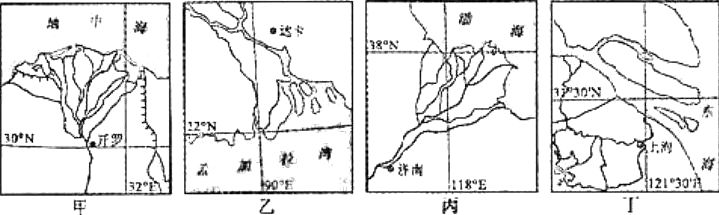 地中海
30°N
开罗
32°E
甲
达卡
22°N
孟加拉湾
90°E
乙
渤海
38°N
济南
118°E
丙
31°30'N
东海
上海
121°30'E
丁